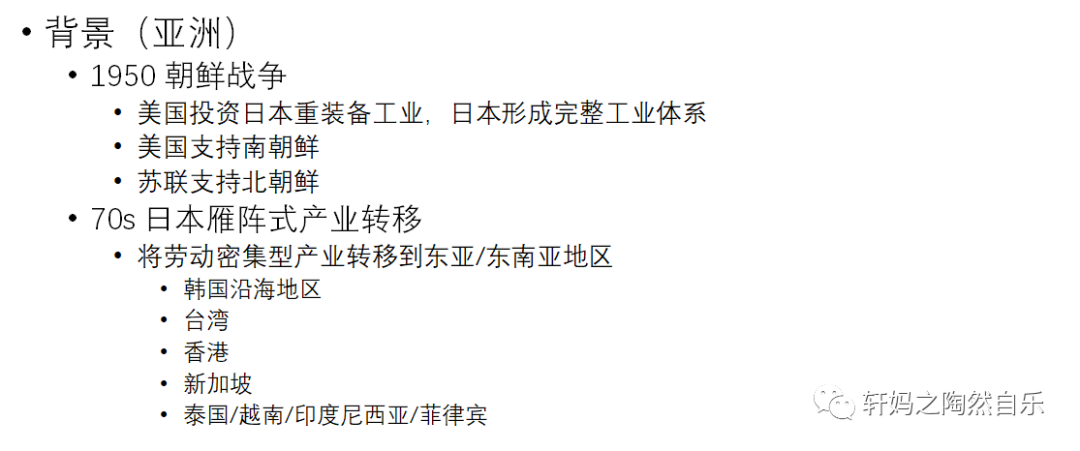 • 背景（亚洲）
• 1950 朝鲜战争
• 美国投资日本重装备工业，日本形成完整工业体系
• 美国支持南朝鲜
• 苏联支持北朝鲜
• 70s 日本雁阵式产业转移
• 将劳动密集型产业转移到东亚/东南亚地区
• 韩国沿海地区
• 台湾
• 香港
• 新加坡
• 泰国/越南/印度尼西亚/菲律宾
轩妈之陶然自乐